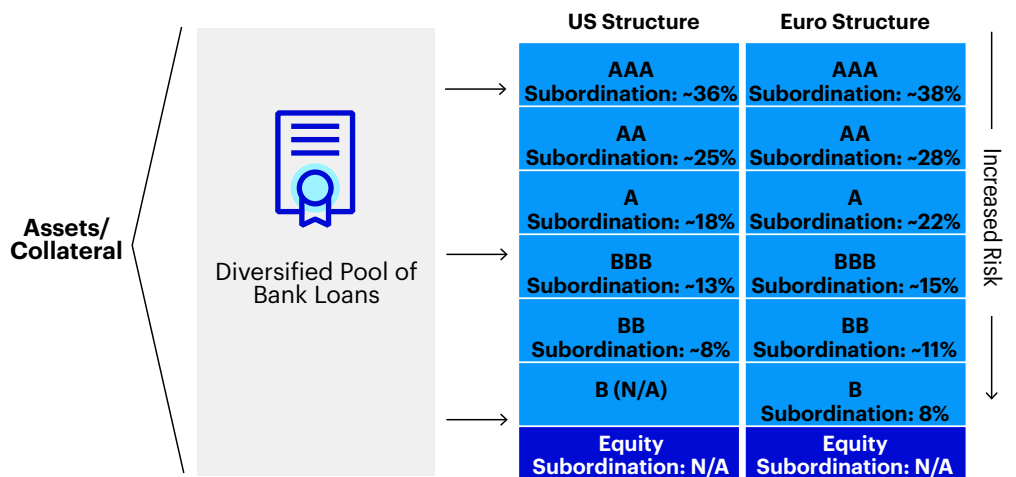 US Structure
Euro Structure
Assets/
Collateral
Diversified Pool of
Bank Loans
AAA
Subordination: ~36%
AAA
Subordination: ~38%
AA
Subordination: ~25%
AA
Subordination: ~28%
A
Subordination: ~18%
A
Subordination: ~22%
BBB
Subordination: ~13%
BBB
Subordination: ~15%
BB
Subordination: ~8%
BB
Subordination: ~11%
B (N/A)
B
Subordination: 8%
Equity
Subordination: N/A
Equity
Subordination: N/A
Increased Risk